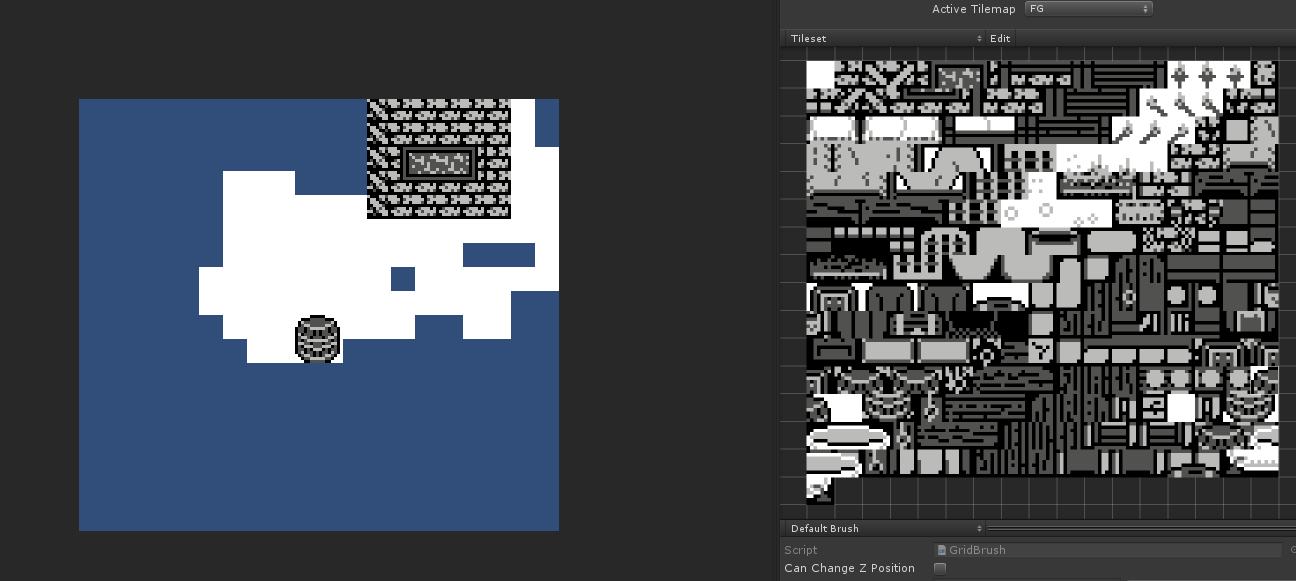 Active Tilemap FG
Tileset Edit
Default Brush
Script GridBrush
Can Change Z Position